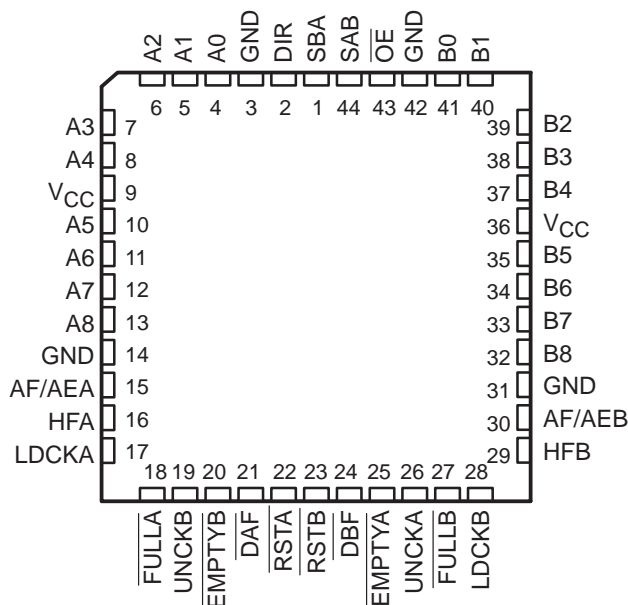 A2 A1 A0 GND DIR SBA SAB OE GND B0 B1
6 5 4 3 2 1 44 43 42 41 40
A3 7 39 B2
A4 8 38 B3
VCC 9 37 B4
A5 10 36 VCC
A6 11 35 B5
A7 12 34 B6
A8 13 33 B7
GND 14 32 B8
AF/AEA 15 31 GND
HFA 16 30 AF/AEB
LDCKA 17 29 HFB
18 19 20 21 22 23 24 25 26 27 28
FULLA UNCKB EMPTYB DAF RSTA RSTB DBF EMPTYA UNCKA FULLB LDCKB